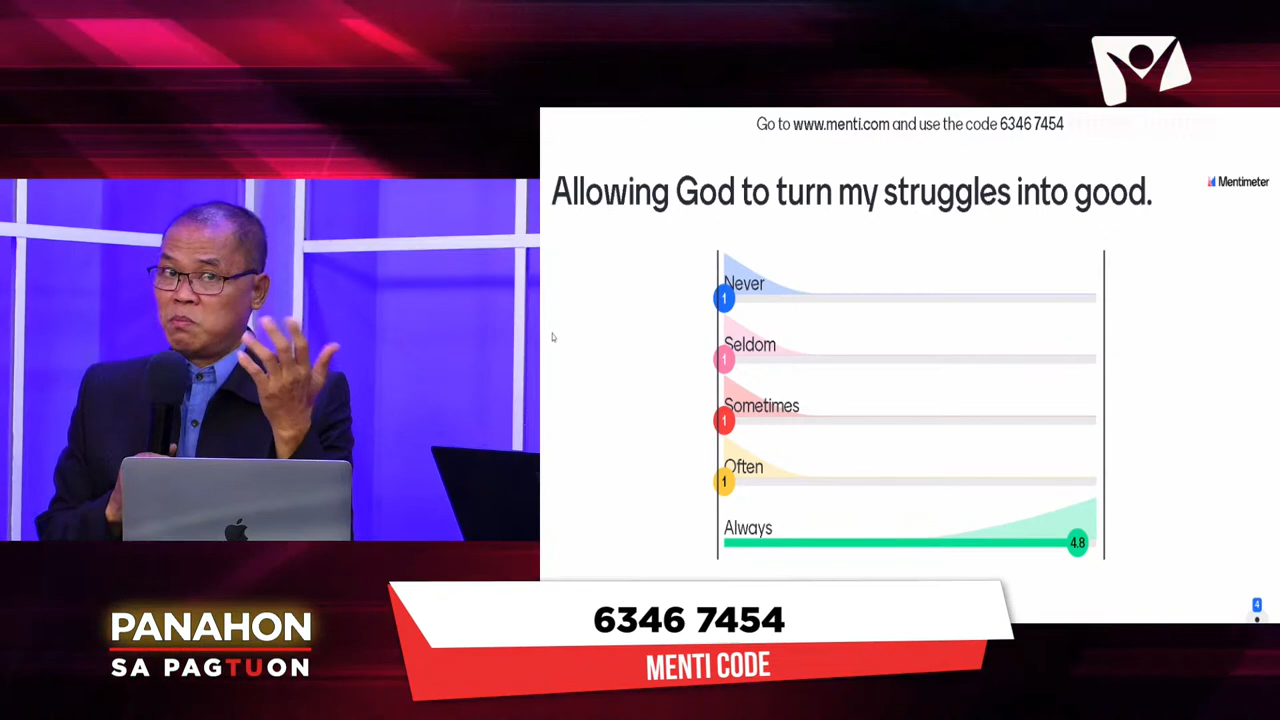 Go to www.menti.com and use the code 6346 7454
Mentimeter
Allowing God to turn my struggles into good.
Never
1
Seldom
1
Sometimes
1
Often
1
Always
4.8
4
6346 7454
MENTI CODE
PANAHON
SA PAGTUON